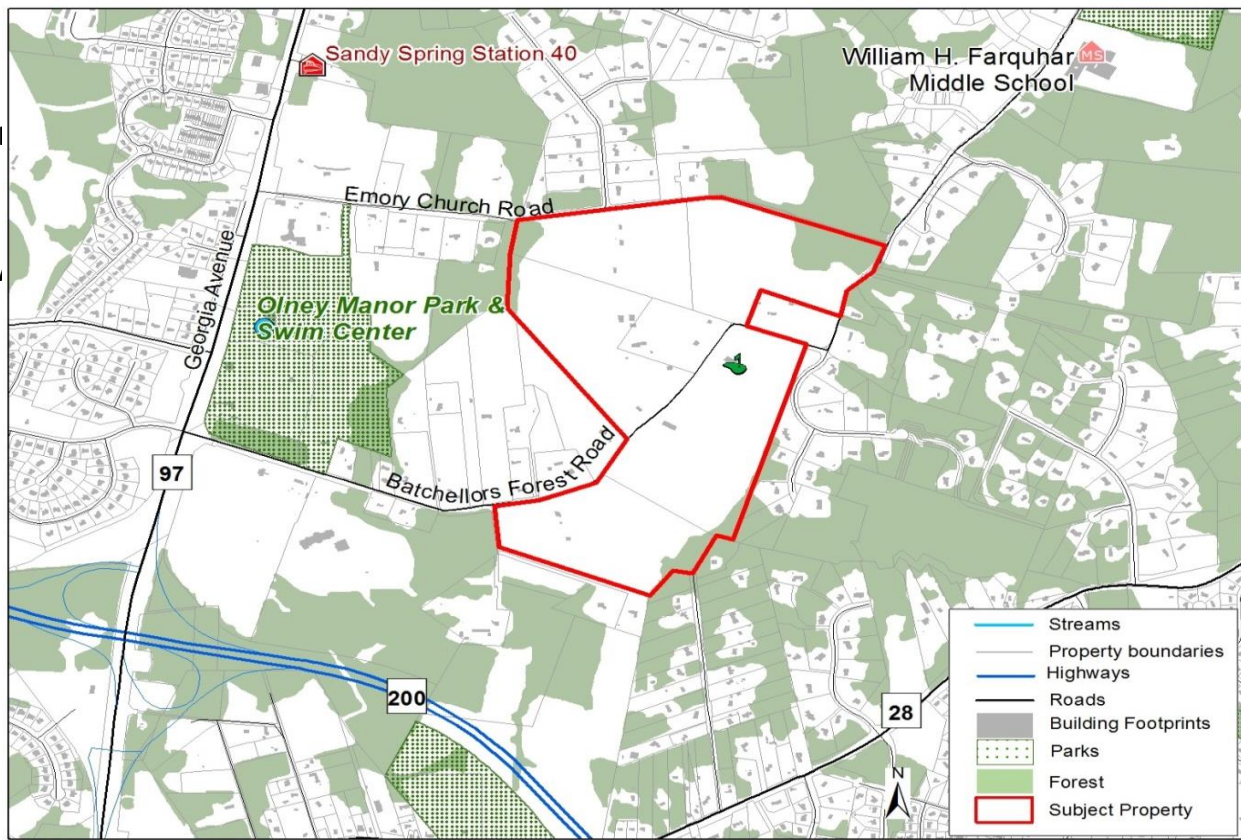 Sandy Spring Station 40
William H. Farquhar
Middle School
MS
Emory Church Road
Georgia Avenue
Olney Manor Park &
Swim Center
Batchellors Forest Road
97
200
28
N
Streams
Property boundaries
Highways
Roads
Building Footprints
Parks
Forest
Subject Property